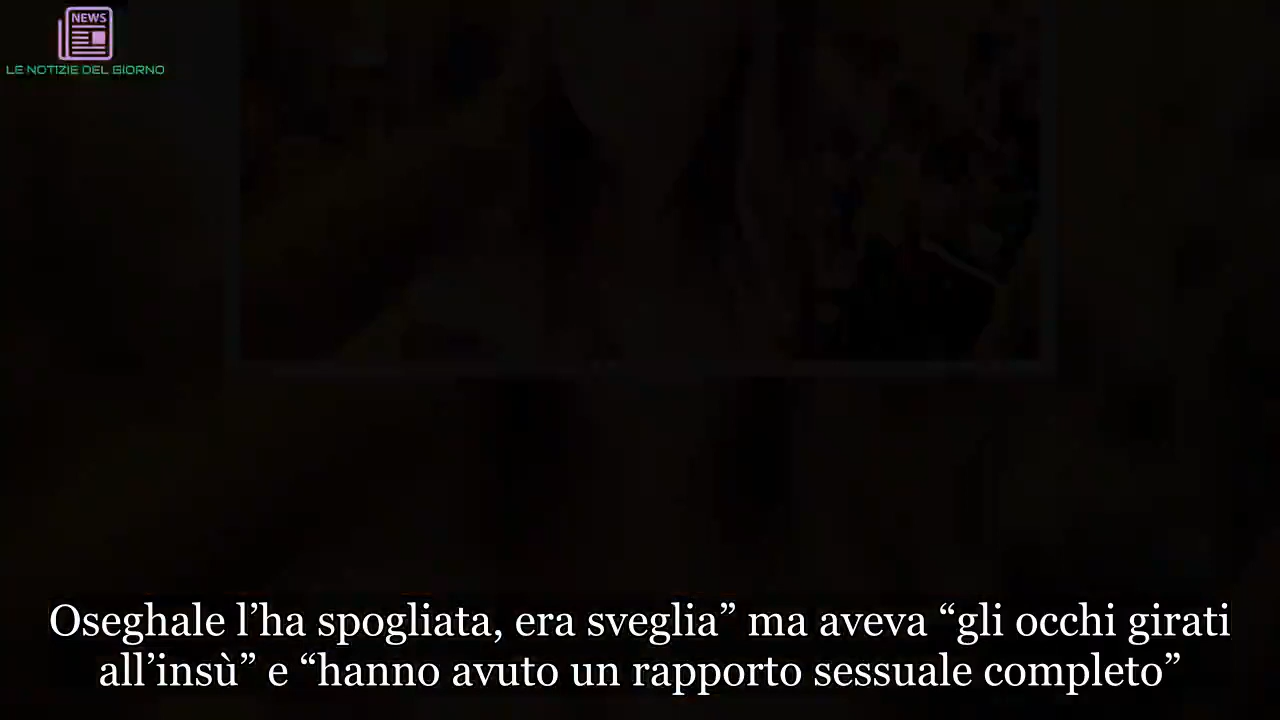 NEWS
LE NOTIZIE DEL GIORNO
Oseghale l’ha spogliata, era sveglia” ma aveva “gli occhi girati
all’insù” e “hanno avuto un rapporto sessuale completo”